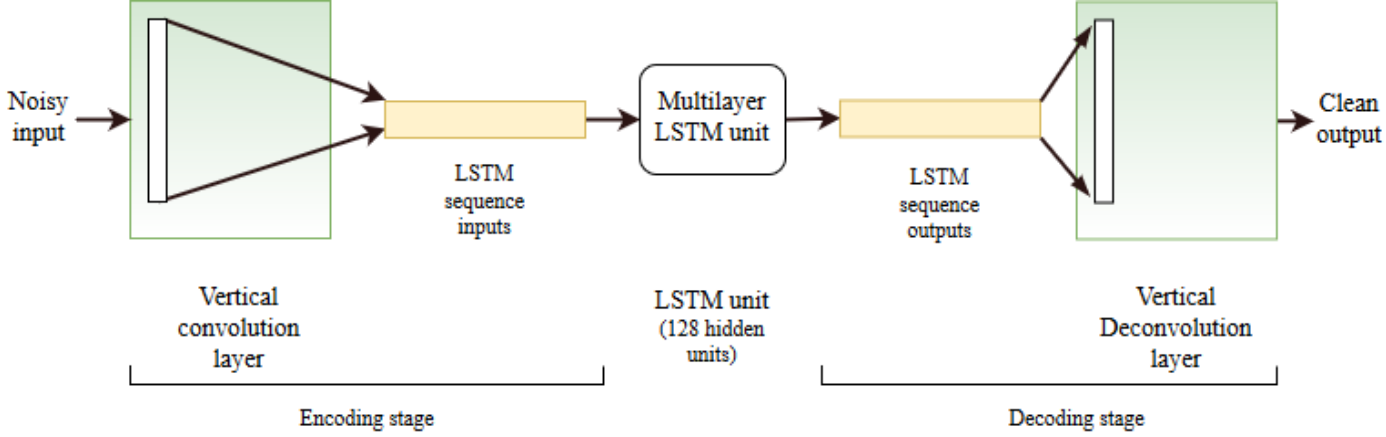 Noisy
input
LSTM
sequence
inputs
Multilayer
LSTM unit
LSTM
sequence
outputs
Clean
output
Vertical
convolution
layer
LSTM unit
(128 hidden
units)
Vertical
Deconvolution
layer
Encoding stage
Decoding stage